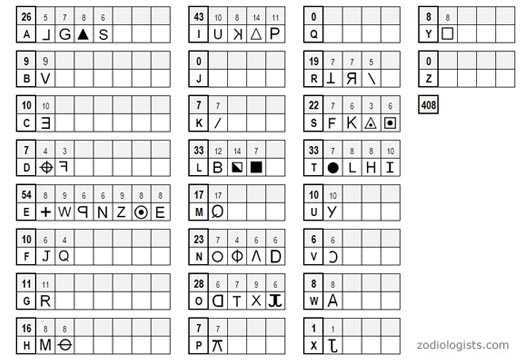 26 5 7 8 6
A ⅃ G ▲ S
9 9
B V
10 10
C Ǝ
7 4 3
D ⌖ ꟻ
54 8 9 6 9 6 9 8 8
E + W ꟼ N Z ⦿ E
10 6 4
F J Q
11 11
G R
16 8 8
H M ⊖
43 10 8 14 11
I U ꓘ △ P
0
J
7 7
K /
33 12 14 7
L B ◪ ■
17 17
M
23 7 4 6 6
N O Φ Λ D
28 6 7 9 6
O ᗡ T X
7 7
P
0
Q
19 7 7 5
R ⊥ Я \
22 7 6 3 6
S F K ◬ ▣
33 7 8 8 10
T ● L H I
10 10
U У
6 6
V Ɔ
8 8
W A
1 1
X
8 8
Y □
0
Z
408
zodiologists.com